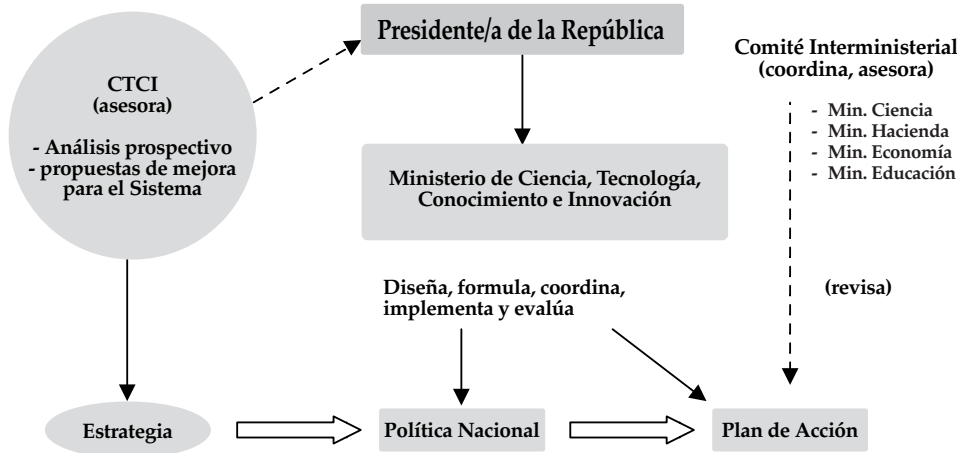 Presidente/a de la República
CTCI
(asesora)
- Análisis prospectivo
- propuestas de mejora
para el Sistema
Comité Interministerial
(coordina, asesora)
- Min. Ciencia
- Min. Hacienda
- Min. Economía
- Min. Educación
Ministerio de Ciencia, Tecnología,
Conocimiento e Innovación
Diseña, formula, coordina,
implementa y evalúa
(revisa)
Estrategia
Política Nacional
Plan de Acción